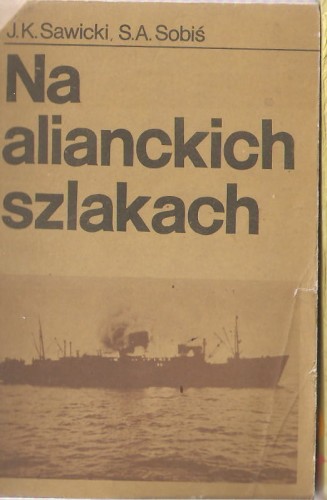 J.K.Sawicki, S.A.Sobiś
Na
alianckich
szlakach